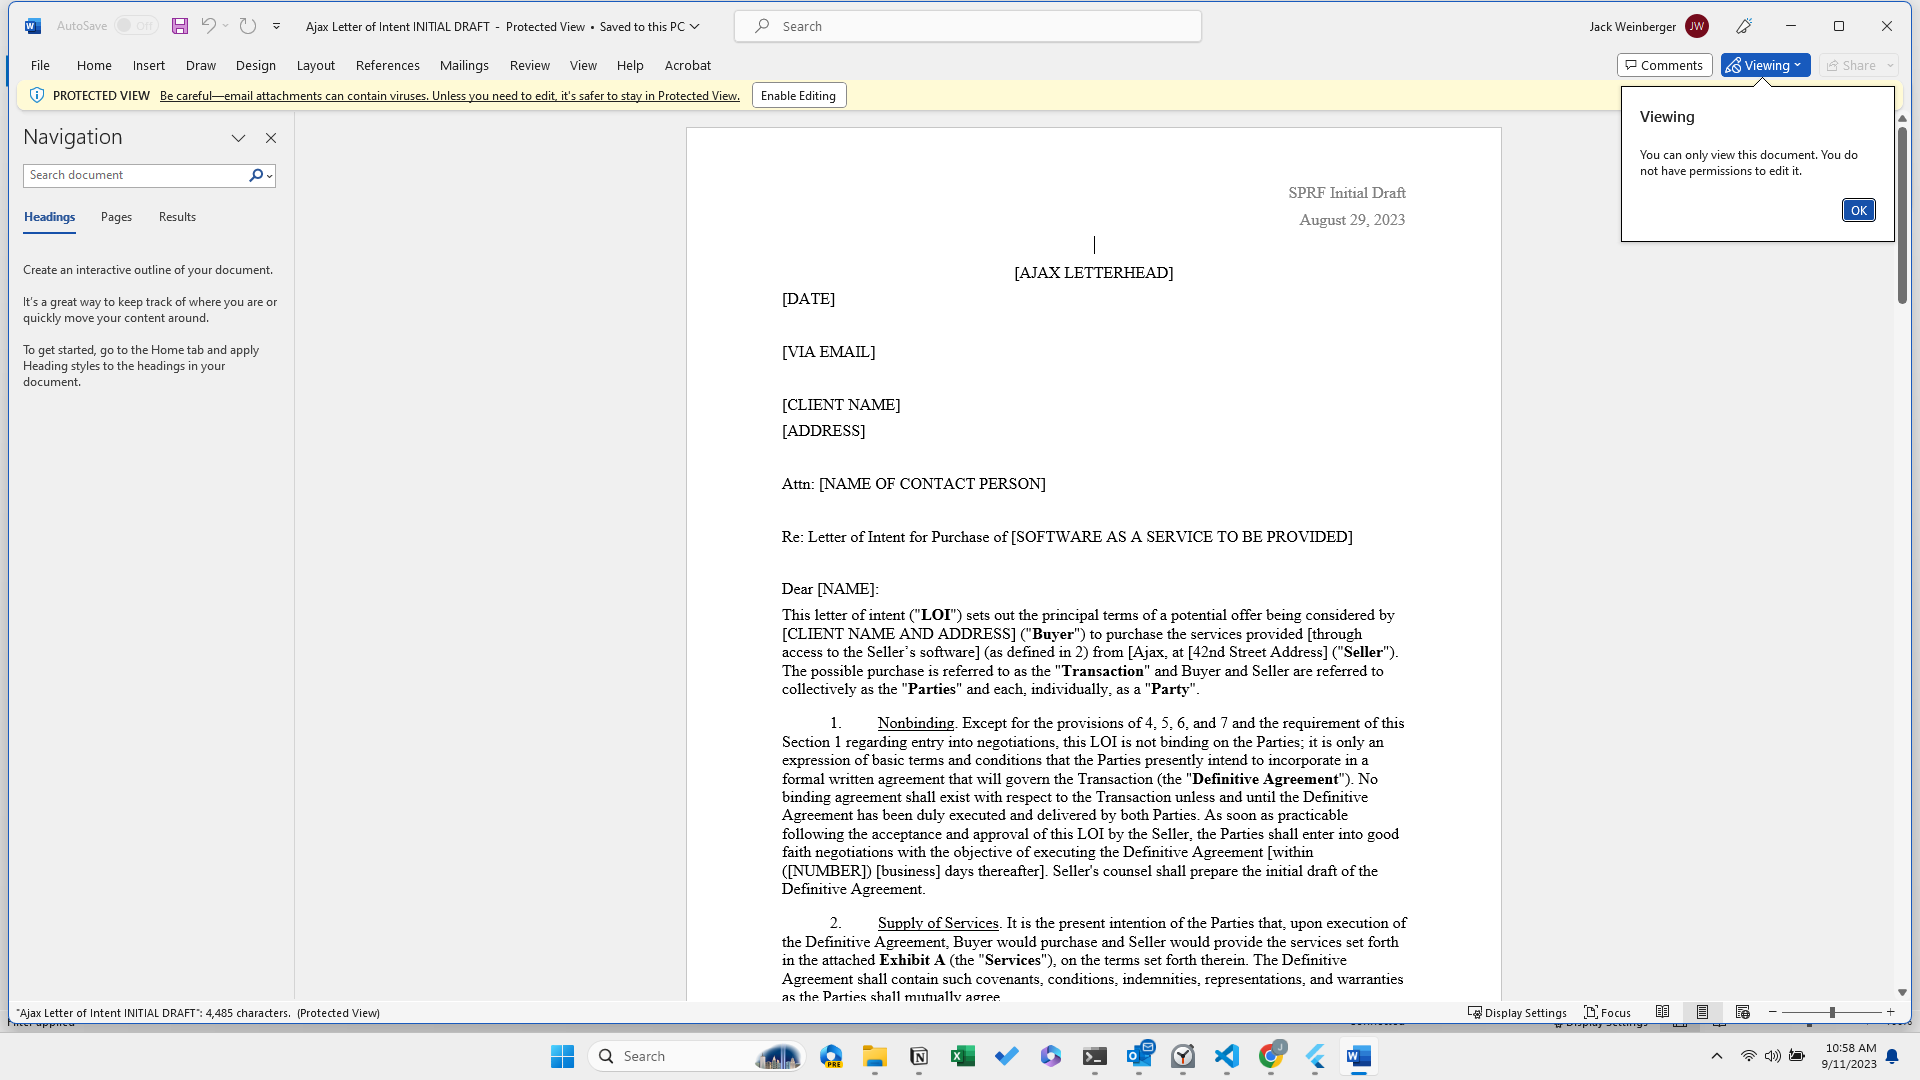 AutoSave Off Ajax Letter of Intent INITIAL DRAFT - Protected View • Saved to this PC Search Jack Weinberger JW
File Home Insert Draw Design Layout References Mailings Review View Help Acrobat Comments Viewing Share
PROTECTED VIEW Be careful—email attachments can contain viruses. Unless you need to edit, it's safer to stay in Protected View. Enable Editing
Viewing
You can only view this document. You do
not have permissions to edit it.
OK
Navigation
Search document
Headings Pages Results
Create an interactive outline of your document.
It's a great way to keep track of where you are or
quickly move your content around.
To get started, go to the Home tab and apply
Heading styles to the headings in your
document.
SPRF Initial Draft
August 29, 2023
[AJAX LETTERHEAD]
[DATE]
[VIA EMAIL]
[CLIENT NAME]
[ADDRESS]
Attn: [NAME OF CONTACT PERSON]
Re: Letter of Intent for Purchase of [SOFTWARE AS A SERVICE TO BE PROVIDED]
Dear [NAME]:
This letter of intent ("LOI") sets out the principal terms of a potential offer being considered by
[CLIENT NAME AND ADDRESS] ("Buyer") to purchase the services provided [through
access to the Seller’s software] (as defined in 2) from [Ajax, at [42nd Street Address] ("Seller").
The possible purchase is referred to as the "Transaction" and Buyer and Seller are referred to
collectively as the "Parties" and each, individually, as a "Party".
1. Nonbinding. Except for the provisions of 4, 5, 6, and 7 and the requirement of this
Section 1 regarding entry into negotiations, this LOI is not binding on the Parties; it is only an
expression of basic terms and conditions that the Parties presently intend to incorporate in a
formal written agreement that will govern the Transaction (the "Definitive Agreement"). No
binding agreement shall exist with respect to the Transaction unless and until the Definitive
Agreement has been duly executed and delivered by both Parties. As soon as practicable
following the acceptance and approval of this LOI by the Seller, the Parties shall enter into good
faith negotiations with the objective of executing the Definitive Agreement [within
([NUMBER]) [business] days thereafter]. Seller's counsel shall prepare the initial draft of the
Definitive Agreement.
2. Supply of Services. It is the present intention of the Parties that, upon execution of
the Definitive Agreement, Buyer would purchase and Seller would provide the services set forth
in the attached Exhibit A (the "Services"), on the terms set forth therein. The Definitive
Agreement shall contain such covenants, conditions, indemnities, representations, and warranties
as the Parties shall mutually agree.
"Ajax Letter of Intent INITIAL DRAFT": 4,485 characters. (Protected View) Display Settings Focus
Search PRE J 10:58 AM
9/11/2023